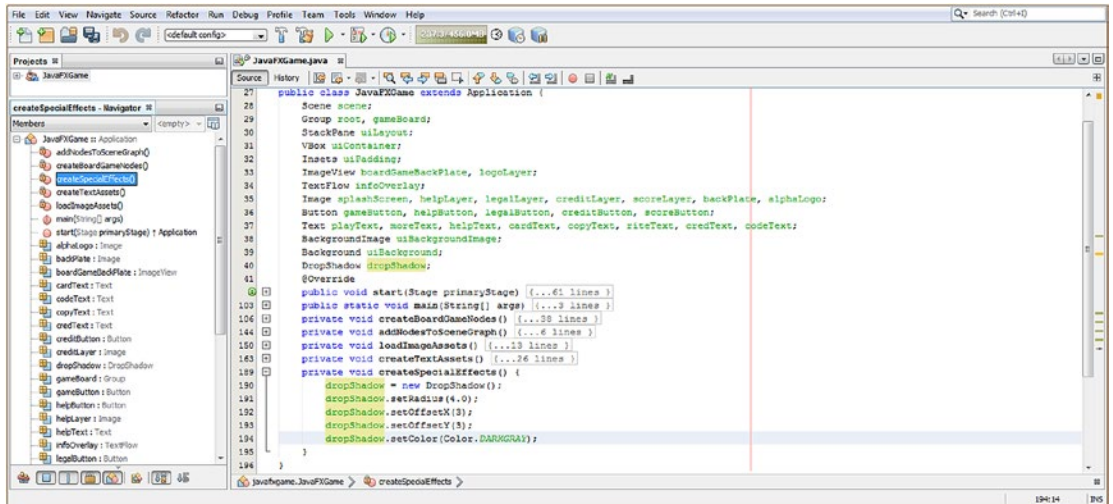 File Edit View Navigate Source Refactor Run Debug Profile Team Tools Window Help
Search (Ctrl+I)
<default config>
Projects
JavaFXGame
createSpecialEffects - Navigator
Members
<empty>
JavaFXGame :: Application
addNodesToSceneGraph()
createBoardGameNodes()
createSpecialEffects()
createTextAssets()
loadImageAssets()
main(String[] args)
start(Stage primaryStage) ↑ Application
alphaLogo : Image
backPlate : Image
boardGameBackPlate : ImageView
cardText : Text
codeText : Text
copyText : Text
credText : Text
creditButton : Button
creditLayer : Image
dropShadow : DropShadow
gameBoard : Group
gameButton : Button
helpButton : Button
helpLayer : Image
helpText : Text
infoOverlay : TextFlow
legalButton : Button
JavaFXGame.java
Source History
27 public class JavaFXGame extends Application {
28 Scene scene;
29 Group root, gameBoard;
30 StackPane uiLayout;
31 VBox uiContainer;
32 Insets uiPadding;
33 ImageView boardGameBackPlate, logoLayer;
34 TextFlow infoOverlay;
35 Image splashScreen, helpLayer, legalLayer, creditLayer, scoreLayer, backPlate, alphaLogo;
36 Button gameButton, helpButton, legalButton, creditButton, scoreButton;
37 Text playText, moreText, helpText, cardText, copyText, riteText, credText, codeText;
38 BackgroundImage uiBackgroundImage;
39 Background uiBackground;
40 DropShadow dropShadow;
41 @Override
public void start(Stage primaryStage) {...61 lines }
103 public static void main(String[] args) {...3 lines }
106 private void createBoardGameNodes() {...38 lines }
144 private void addNodesToSceneGraph() {...6 lines }
150 private void loadImageAssets() {...13 lines }
163 private void createTextAssets() {...26 lines }
189 private void createSpecialEffects() {
190 dropShadow = new DropShadow();
191 dropShadow.setRadius(4.0);
192 dropShadow.setOffsetX(3);
193 dropShadow.setOffsetY(3);
194 dropShadow.setColor(Color.DARKGRAY);
195 }
196 }
javafxgame.JavaFXGame
createSpecialEffects
194:14 INS